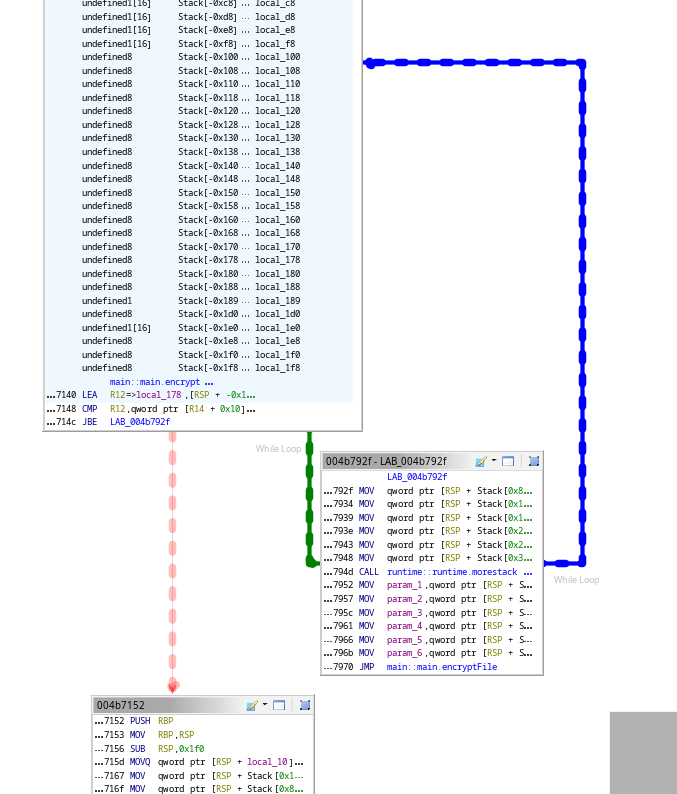 undefined1[16] Stack[-0xc8]... local_c8
undefined1[16] Stack[-0xd8]... local_d8
undefined1[16] Stack[-0xe8]... local_e8
undefined1[16] Stack[-0xf8]... local_f8
undefined8 Stack[-0x100 ... local_100
undefined8 Stack[-0x108 ... local_108
undefined8 Stack[-0x110 ... local_110
undefined8 Stack[-0x118 ... local_118
undefined8 Stack[-0x120 ... local_120
undefined8 Stack[-0x128 ... local_128
undefined8 Stack[-0x130 ... local_130
undefined8 Stack[-0x138 ... local_138
undefined8 Stack[-0x140 ... local_140
undefined8 Stack[-0x148 ... local_148
undefined8 Stack[-0x150 ... local_150
undefined8 Stack[-0x158 ... local_158
undefined8 Stack[-0x160 ... local_160
undefined8 Stack[-0x168 ... local_168
undefined8 Stack[-0x170 ... local_170
undefined8 Stack[-0x178 ... local_178
undefined8 Stack[-0x180 ... local_180
undefined8 Stack[-0x188 ... local_188
undefined1 Stack[-0x189 ... local_189
undefined8 Stack[-0x1d0 ... local_1d0
undefined1[16] Stack[-0x1e0 ... local_1e0
undefined8 Stack[-0x1e8 ... local_1e8
undefined8 Stack[-0x1f0 ... local_1f0
undefined8 Stack[-0x1f8 ... local_1f8
main::main.encrypt ...
...7140 LEA R12=>local_178 ,[RSP + -0x1...
...7148 CMP R12,qword ptr [R14 + 0x10]...
...714c JBE LAB_004b792f
While Loop
004b792f - LAB_004b792f
LAB_004b792f
...792f MOV qword ptr [RSP + Stack[0x8...
...7934 MOV qword ptr [RSP + Stack[0x1...
...7939 MOV qword ptr [RSP + Stack[0x1...
...793e MOV qword ptr [RSP + Stack[0x2...
...7943 MOV qword ptr [RSP + Stack[0x2...
...7948 MOV qword ptr [RSP + Stack[0x3...
...794d CALL runtime::runtime.morestack ...
...7952 MOV param_1 ,qword ptr [RSP + S...
...7957 MOV param_2 ,qword ptr [RSP + S...
...795c MOV param_3 ,qword ptr [RSP + S...
...7961 MOV param_4 ,qword ptr [RSP + S...
...7966 MOV param_5 ,qword ptr [RSP + S...
...796b MOV param_6 ,qword ptr [RSP + S...
...7970 JMP main::main.encryptFile
While Loop
004b7152
...7152 PUSH RBP
...7153 MOV RBP,RSP
...7156 SUB RSP,0x1f0
...715d MOVQ qword ptr [RSP + local_10]...
...7167 MOV qword ptr [RSP + Stack[0x1...
...716f MOV qword ptr [RSP + Stack[0x8...